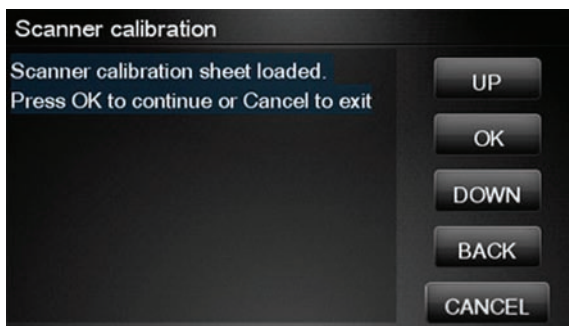 Scanner calibration
Scanner calibration sheet loaded.
Press OK to continue or Cancel to exit
UP
OK
DOWN
BACK
CANCEL